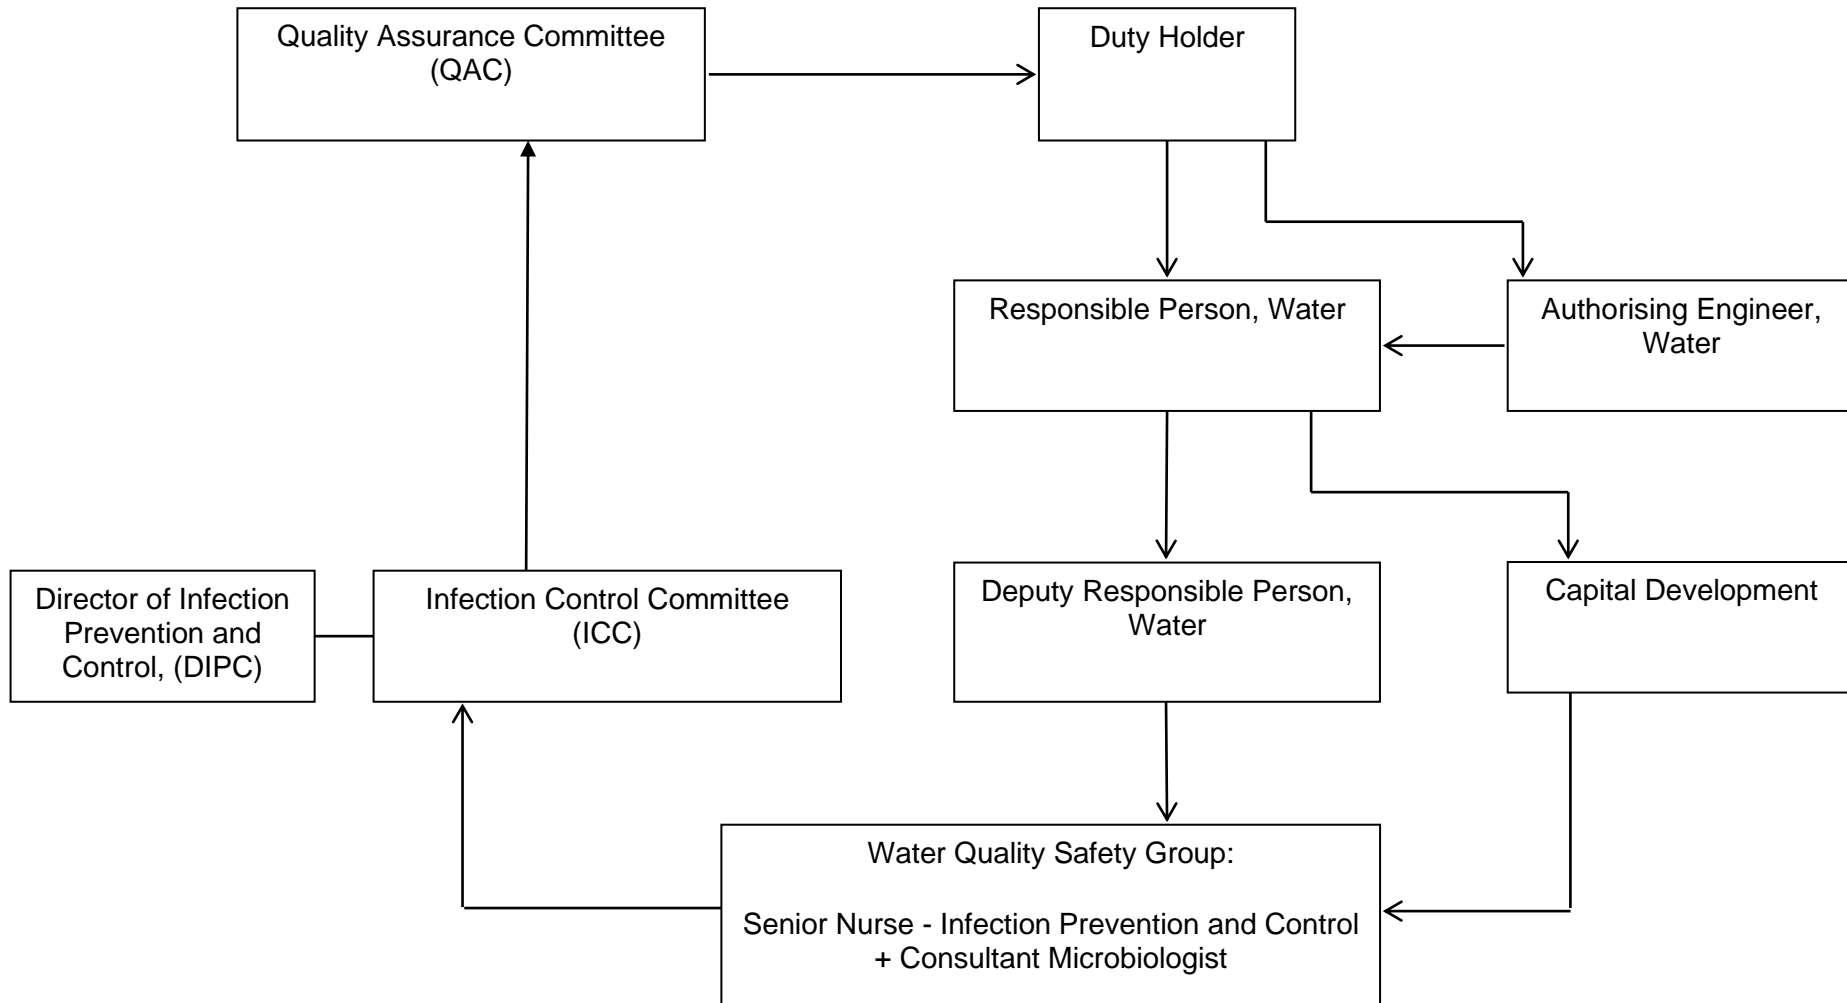 Quality Assurance Committee
(QAC)
Duty Holder
Responsible Person, Water
Authorising Engineer,
Water
Director of Infection
Prevention and
Control, (DIPC)
Infection Control Committee
(ICC)
Deputy Responsible Person,
Water
Capital Development
Water Quality Safety Group:
Senior Nurse - Infection Prevention and Control
+ Consultant Microbiologist